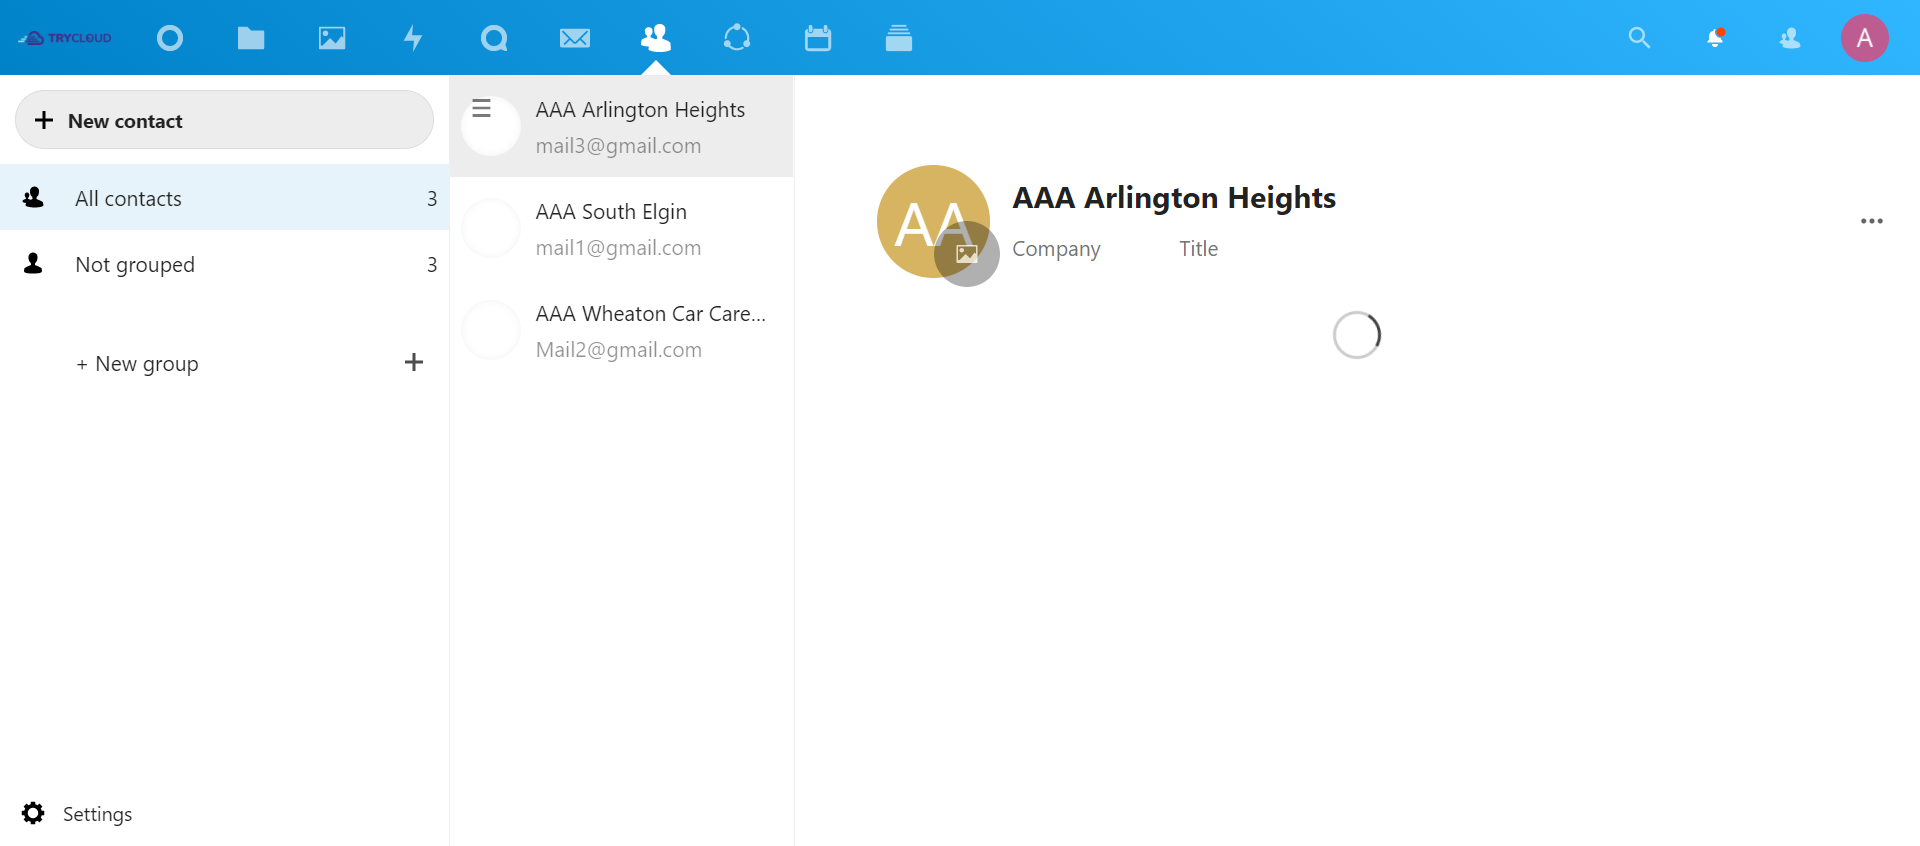 TRYCLOUD
A
New contact
All contacts 3
Not grouped 3
+ New group
Settings
AAA Arlington Heights
mail3@gmail.com
AAA South Elgin
mail1@gmail.com
AAA Wheaton Car Care...
Mail2@gmail.com
AA
AAA Arlington Heights
Company Title